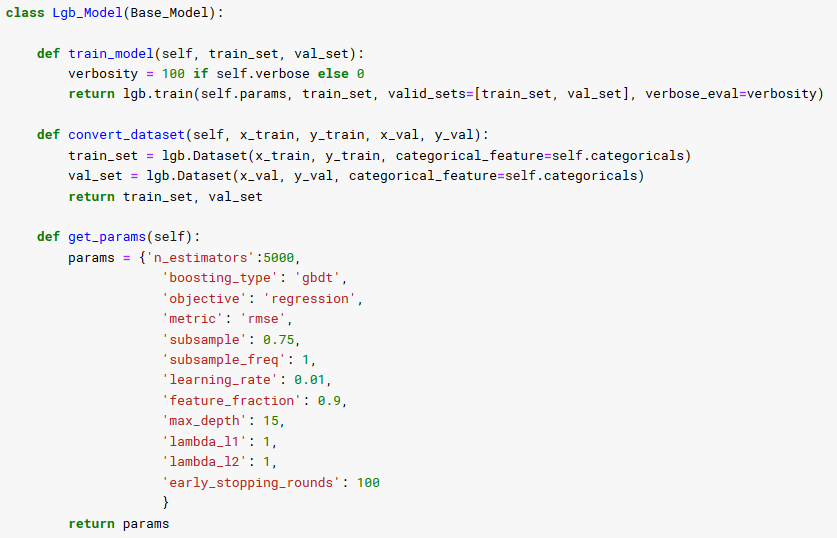 class Lgb_Model(Base_Model):

    def train_model(self, train_set, val_set):
        verbosity = 100 if self.verbose else 0
        return lgb.train(self.params, train_set, valid_sets=[train_set, val_set], verbose_eval=verbosity)

    def convert_dataset(self, x_train, y_train, x_val, y_val):
        train_set = lgb.Dataset(x_train, y_train, categorical_feature=self.categoricals)
        val_set = lgb.Dataset(x_val, y_val, categorical_feature=self.categoricals)
        return train_set, val_set

    def get_params(self):
        params = {'n_estimators':5000,
                    'boosting_type': 'gbdt',
                    'objective': 'regression',
                    'metric': 'rmse',
                    'subsample': 0.75,
                    'subsample_freq': 1,
                    'learning_rate': 0.01,
                    'feature_fraction': 0.9,
                    'max_depth': 15,
                    'lambda_l1': 1,
                    'lambda_l2': 1,
                    'early_stopping_rounds': 100
                    }
        return params